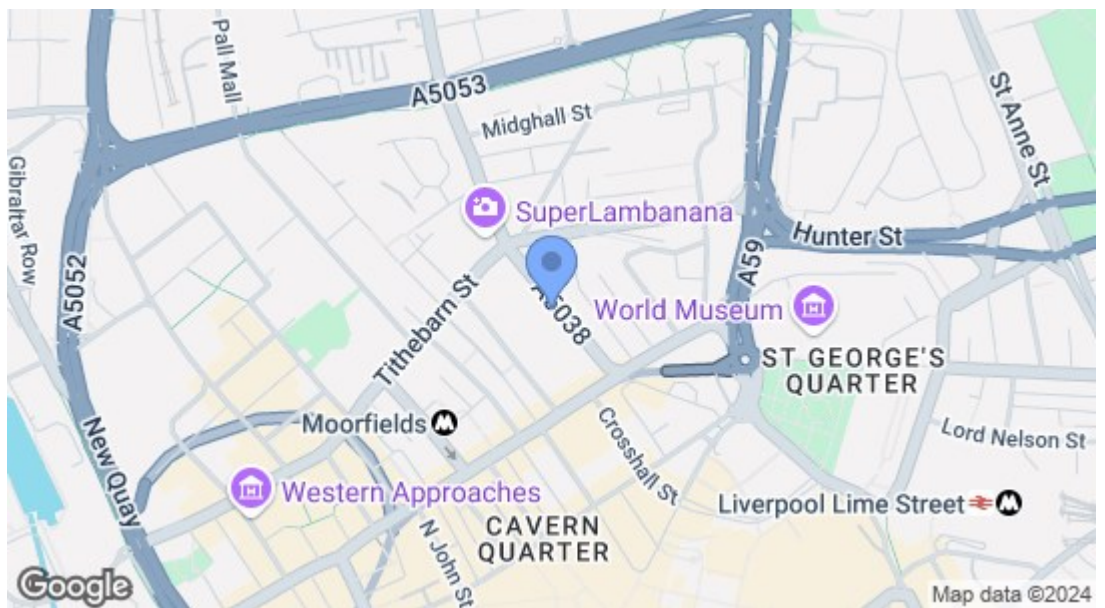 Pall Mall
A5053
Midghall St
St Anne St
Gibraltar Row
SuperLambanana
Hunter St
A5052
A59
A5038
World Museum
Tithebarn St
ST GEORGE'S
QUARTER
Moorfields
Crosshall St
Lord Nelson St
New Quay
Western Approaches
Liverpool Lime Street
N John St
CAVERN
QUARTER
Google
Map data ©2024